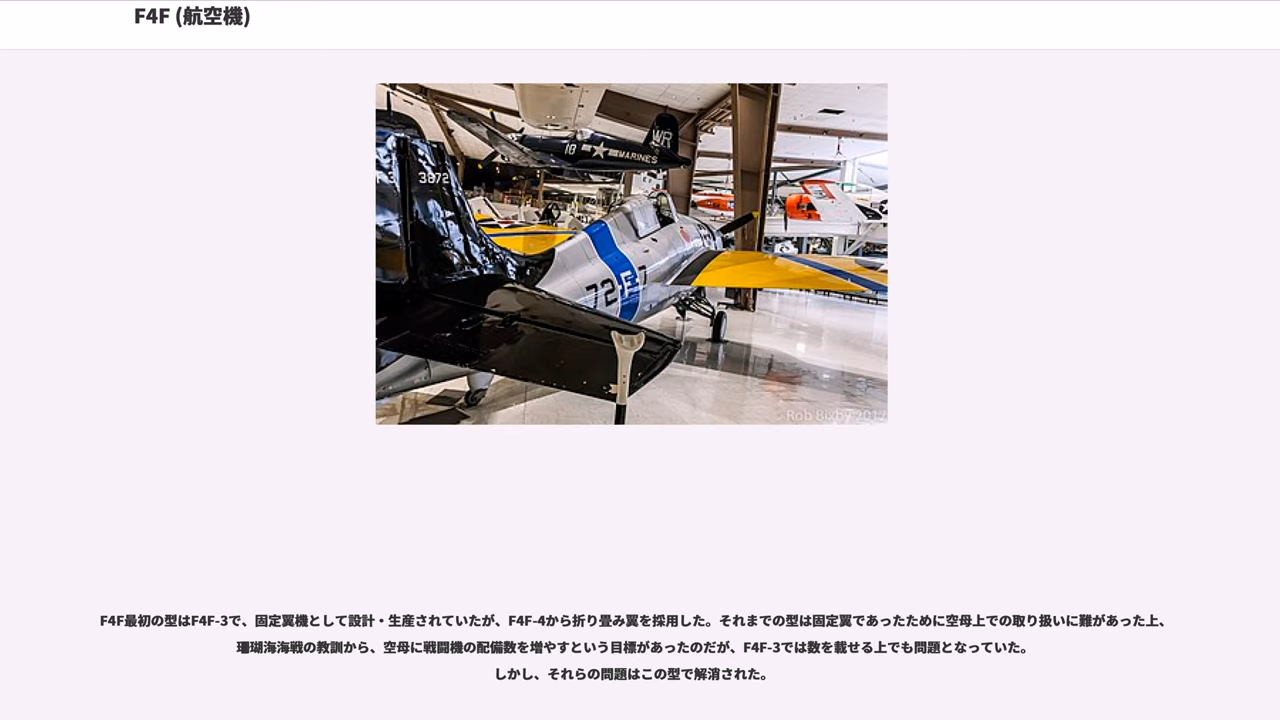 F4F (航空機)
WR
18
MARINES
3872
72-F-7
Rob Bixby 2017
F4F最初の型はF4F-3で、固定翼機として設計・生産されていたが、F4F-4から折り畳み翼を採用した。それまでの型は固定翼であったために空母上での取り扱いに難があった上、
珊瑚海海戦の教訓から、空母に戦闘機の配備数を増やすという目標があったのだが、F4F-3では数を載せる上でも問題となっていた。
しかし、それらの問題はこの型で解消された。